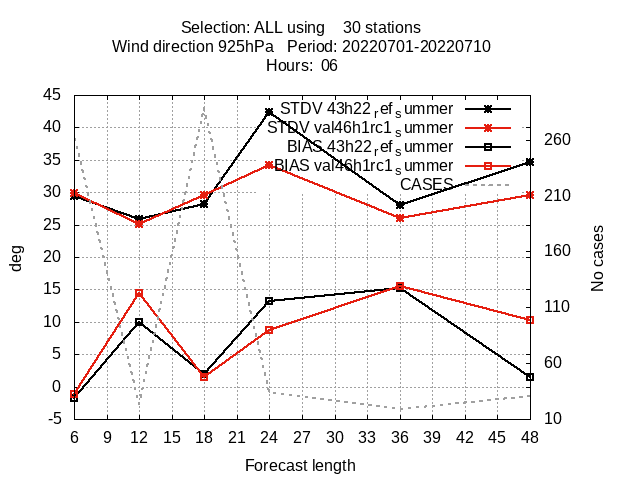 Selection: ALL using    30 stations
Wind direction 925hPa   Period: 20220701-20220710
Hours:  06
STDV 43h22_ref_summer
STDV val46h1rc1_summer
BIAS 43h22_ref_summer
BIAS val46h1rc1_summer
CASES
45
40
35
30
25
20
15
10
5
0
-5
260
210
160
110
60
10
deg
No cases
6 9 12 15 18 21 24 27 30 33 36 39 42 45 48
Forecast length